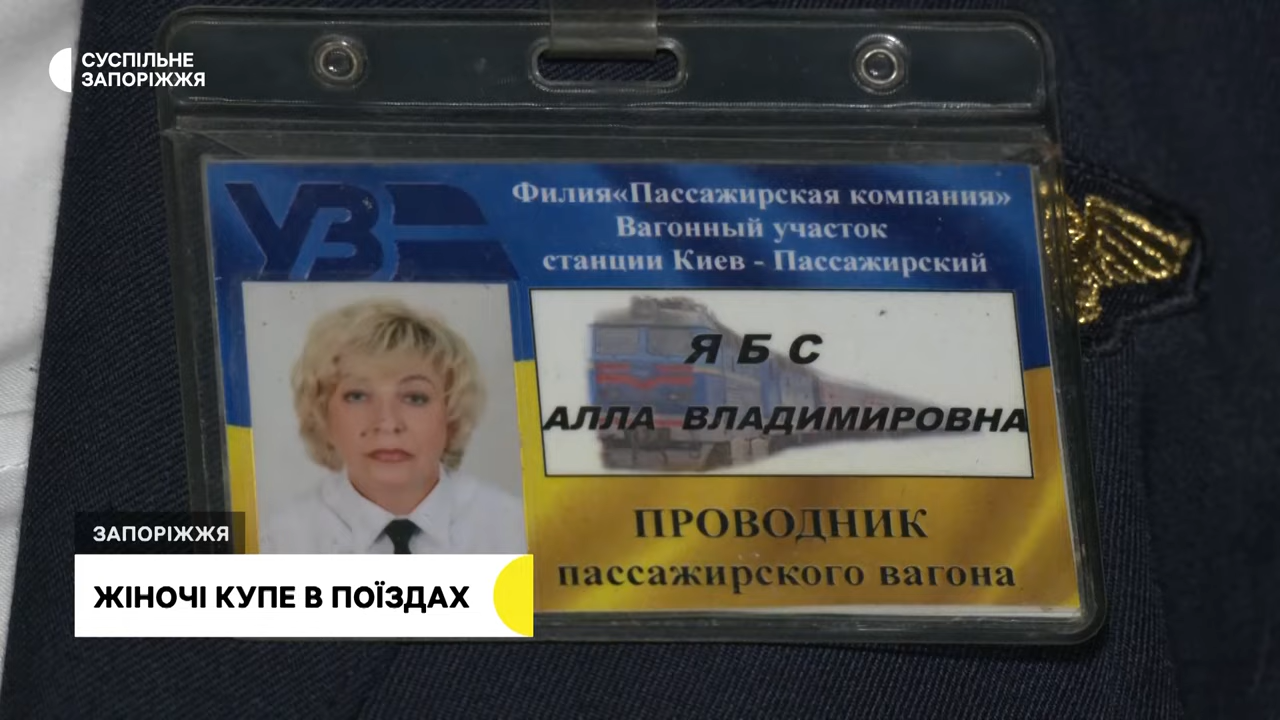 СУСПІЛЬНЕ
ЗАПОРІЖЖЯ
УЗ
Филия«Пассажирская компания»
Вагонный участок
станции Киев - Пассажирский
Я Б С
АЛЛА ВЛАДИМИРОВНА
ПРОВОДНИК
пассажирского вагона
ЗАПОРІЖЖЯ
ЖІНОЧІ КУПЕ В ПОЇЗДАХ